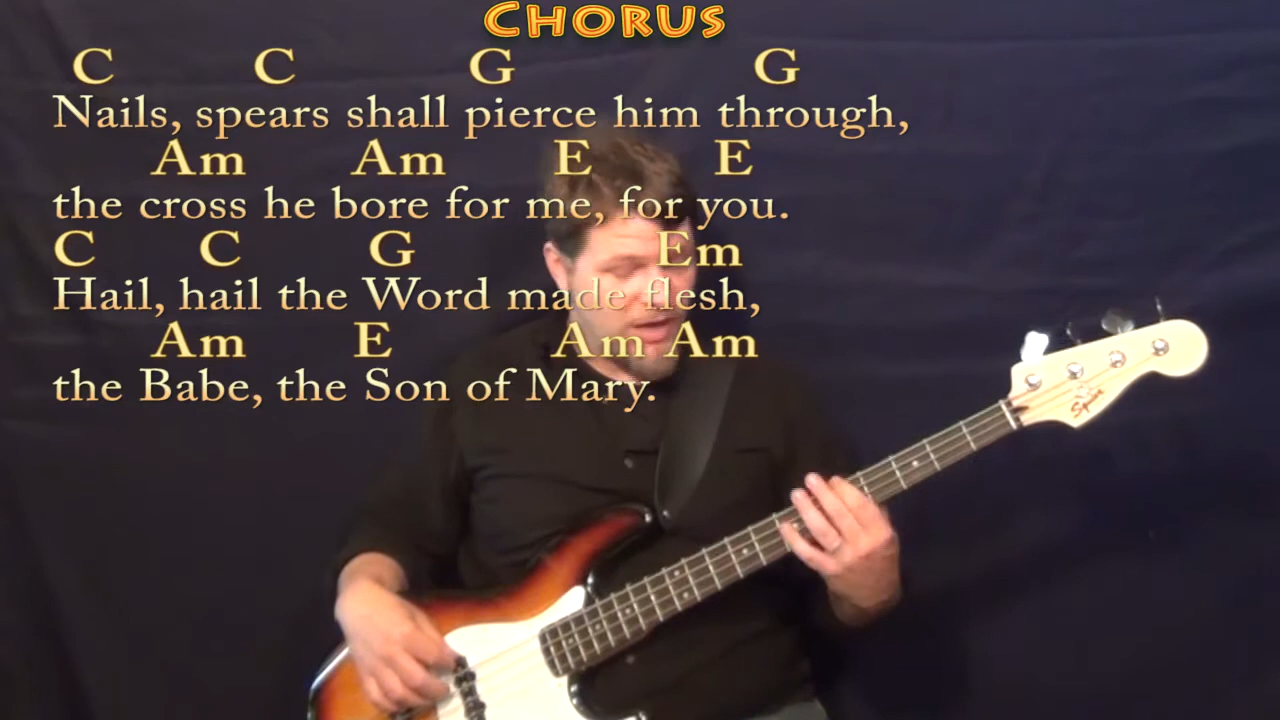 CHORUS
C C G G
Nails, spears shall pierce him through,
Am Am E E
the cross he bore for me, for you.
C C G Em
Hail, hail the Word made flesh,
Am E Am Am
the Babe, the Son of Mary.
Squier